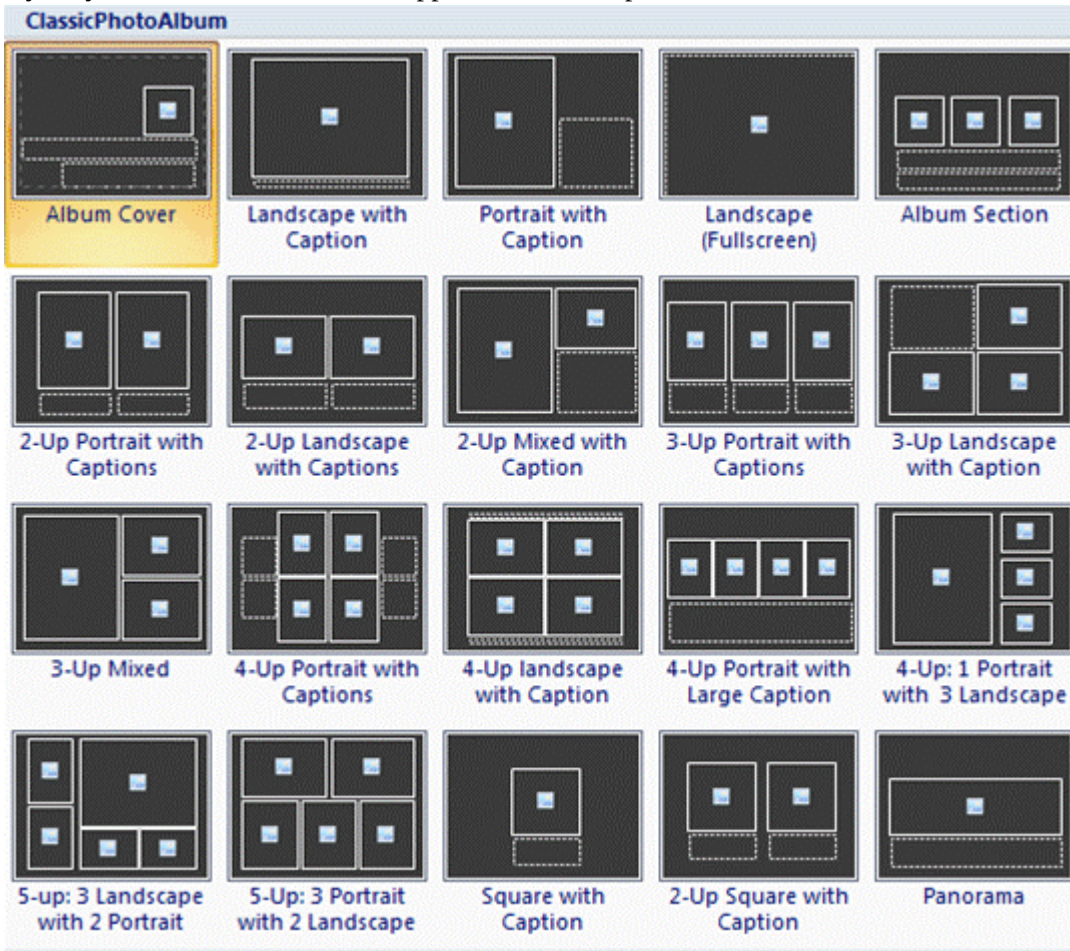 ClassicPhotoAlbum
Album Cover
Landscape with
Caption
Portrait with
Caption
Landscape
(Fullscreen)
Album Section
2-Up Portrait with
Captions
2-Up Landscape
with Captions
2-Up Mixed with
Caption
3-Up Portrait with
Captions
3-Up Landscape
with Caption
3-Up Mixed
4-Up Portrait with
Captions
4-Up landscape
with Caption
4-Up Portrait with
Large Caption
4-Up: 1 Portrait
with 3 Landscape
5-up: 3 Landscape
with 2 Portrait
5-Up: 3 Portrait
with 2 Landscape
Square with
Caption
2-Up Square with
Caption
Panorama